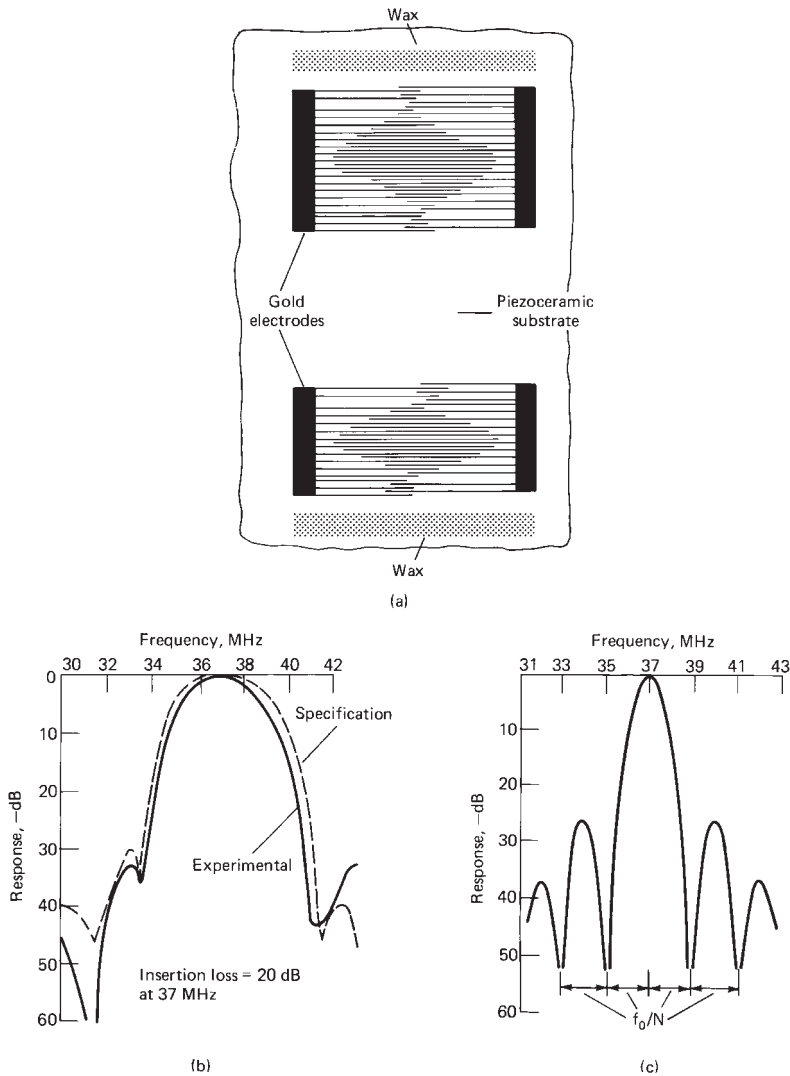 Wax
Gold
electrodes
Piezoceramic
substrate
Wax
(a)
Frequency, MHz
30 32 34 36 38 40 42
0
10
20
30
40
50
60
Response, –dB
Specification
Experimental
Insertion loss = 20 dB
at 37 MHz
(b)
Frequency, MHz
31 33 35 37 39 41 43
10
20
30
40
50
60
Response, –dB
f₀/N
(c)